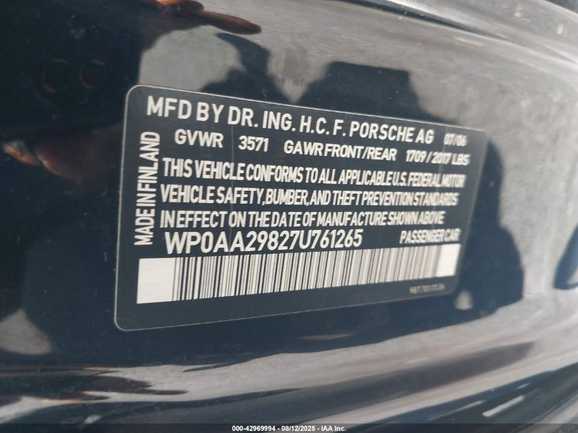 MFD BY DR. ING. H.C. F. PORSCHE AG 07/06
GVWR 3571 GAWR FRONT/REAR 1709 / 2017 LBS
THIS VEHICLE CONFORMS TO ALL APPLICABLE U.S. FEDERAL MOTOR
VEHICLE SAFETY, BUMPER, AND THEFT PREVENTION STANDARDS
IN EFFECT ON THE DATE OF MANUFACTURE SHOWN ABOVE.
WP0AA29827U761265 PASSENGER CAR
MADE IN FINLAND
000-42969994 - 08/12/2025 - IAA Inc.